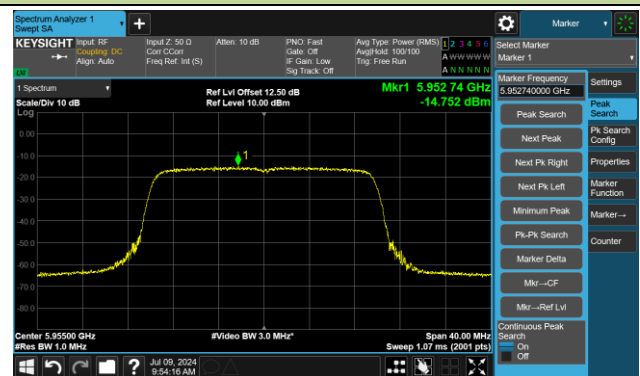 Spectrum Analyzer 1
Swept SA
Marker
KEYSIGHT
Input: RF
Coupling: DC
Align: Auto
Input Z: 50 Ω
Corr CCorr
Freq Ref: Int (S)
Atten: 10 dB
PNO: Fast
Gate: Off
IF Gain: Low
Sig Track: Off
Avg Type: Power (RMS)
Avg|Hold: 100/100
Trig: Free Run
1 2 3 4 5 6
A W W W W W
A N N N N N
LXI
Select Marker
Marker 1
1 Spectrum
Scale/Div 10 dB
Log
Ref Lvl Offset 12.50 dB
Ref Level 10.00 dBm
Mkr1 5.952 74 GHz
-14.752 dBm
0.00
-10.0
-20.0
-30.0
-40.0
-50.0
-60.0
-70.0
-80.0
1
Center 5.95500 GHz
#Res BW 1.0 MHz
#Video BW 3.0 MHz*
Span 40.00 MHz
Sweep 1.07 ms (2001 pts)
Marker Frequency
5.952740000 GHz
Peak Search
Next Peak
Next Pk Right
Next Pk Left
Minimum Peak
Pk-Pk Search
Marker Delta
Mkr→CF
Mkr→Ref Lvl
Continuous Peak
Search
On
Off
Settings
Peak
Search
Pk Search
Config
Properties
Marker
Function
Marker→
Counter
Jul 09, 2024
9:54:16 AM